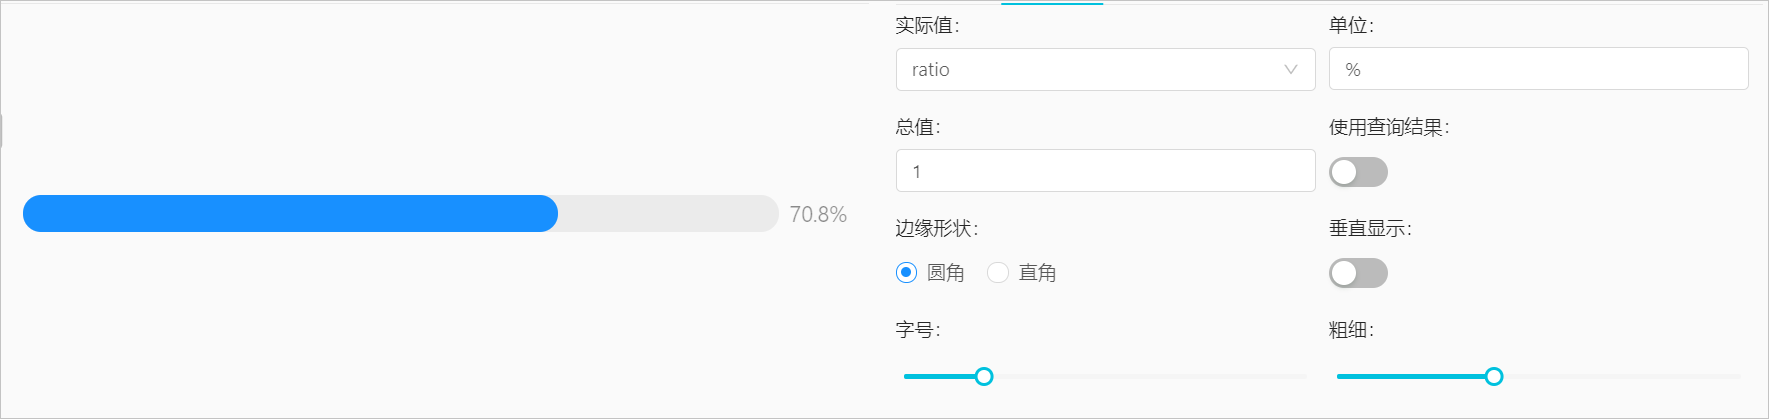 70.8%
实际值：
ratio
单位：
%
总值：
1
使用查询结果：
边缘形状：
圆角 直角
垂直显示：
字号：
粗细：